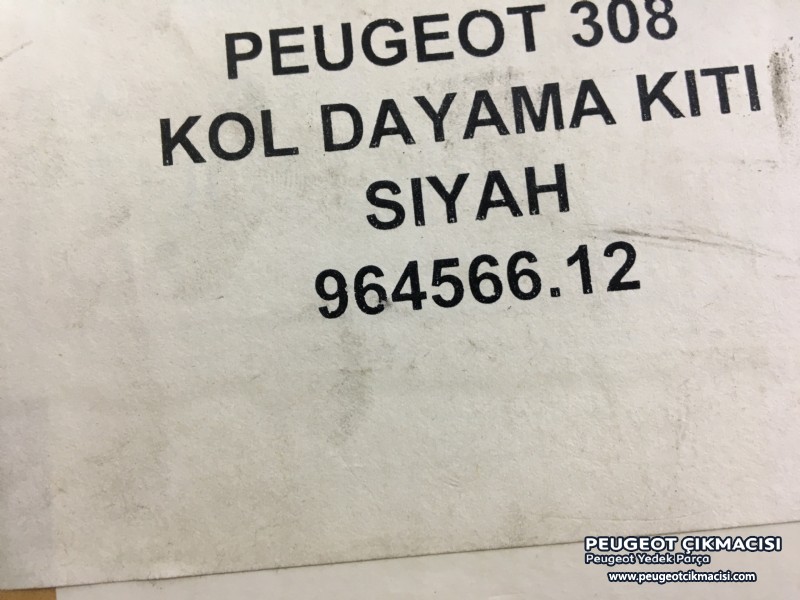 PEUGEOT 308
KOL DAYAMA KITI
SIYAH
964566.12
PEUGEOT ÇIKMACISI
Peugeot Yedek Parça
www.peugeotcikmacisi.com